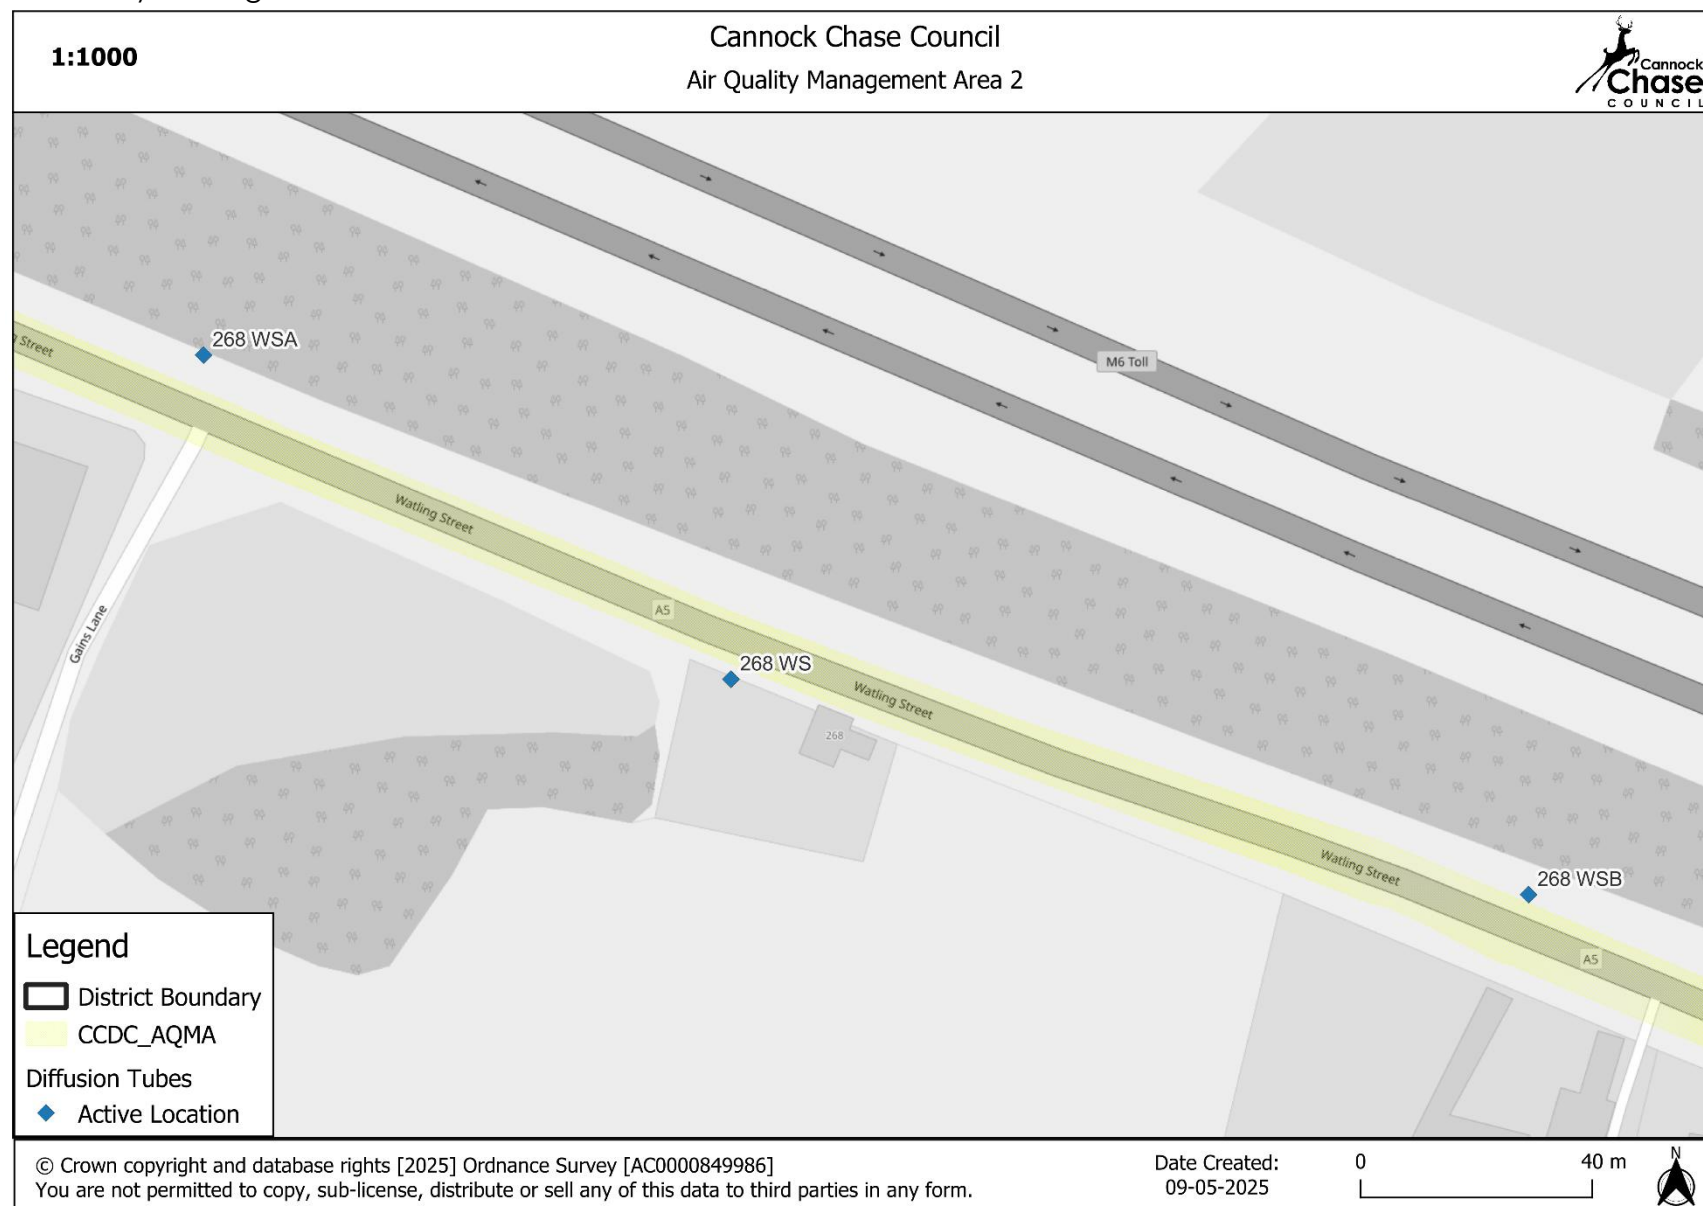 1:1000
Cannock Chase Council
Air Quality Management Area 2
Cannock
Chase
COUNCIL
M6 Toll
268 WSA
Street
Watling Street
A5
Gains Lane
268 WS
Watling Street
268
Watling Street
268 WSB
A5
Legend
District Boundary
CCDC_AQMA
Diffusion Tubes
Active Location
© Crown copyright and database rights [2025] Ordnance Survey [AC0000849986]
You are not permitted to copy, sub-license, distribute or sell any of this data to third parties in any form.
Date Created:
09-05-2025
0 40 m
N